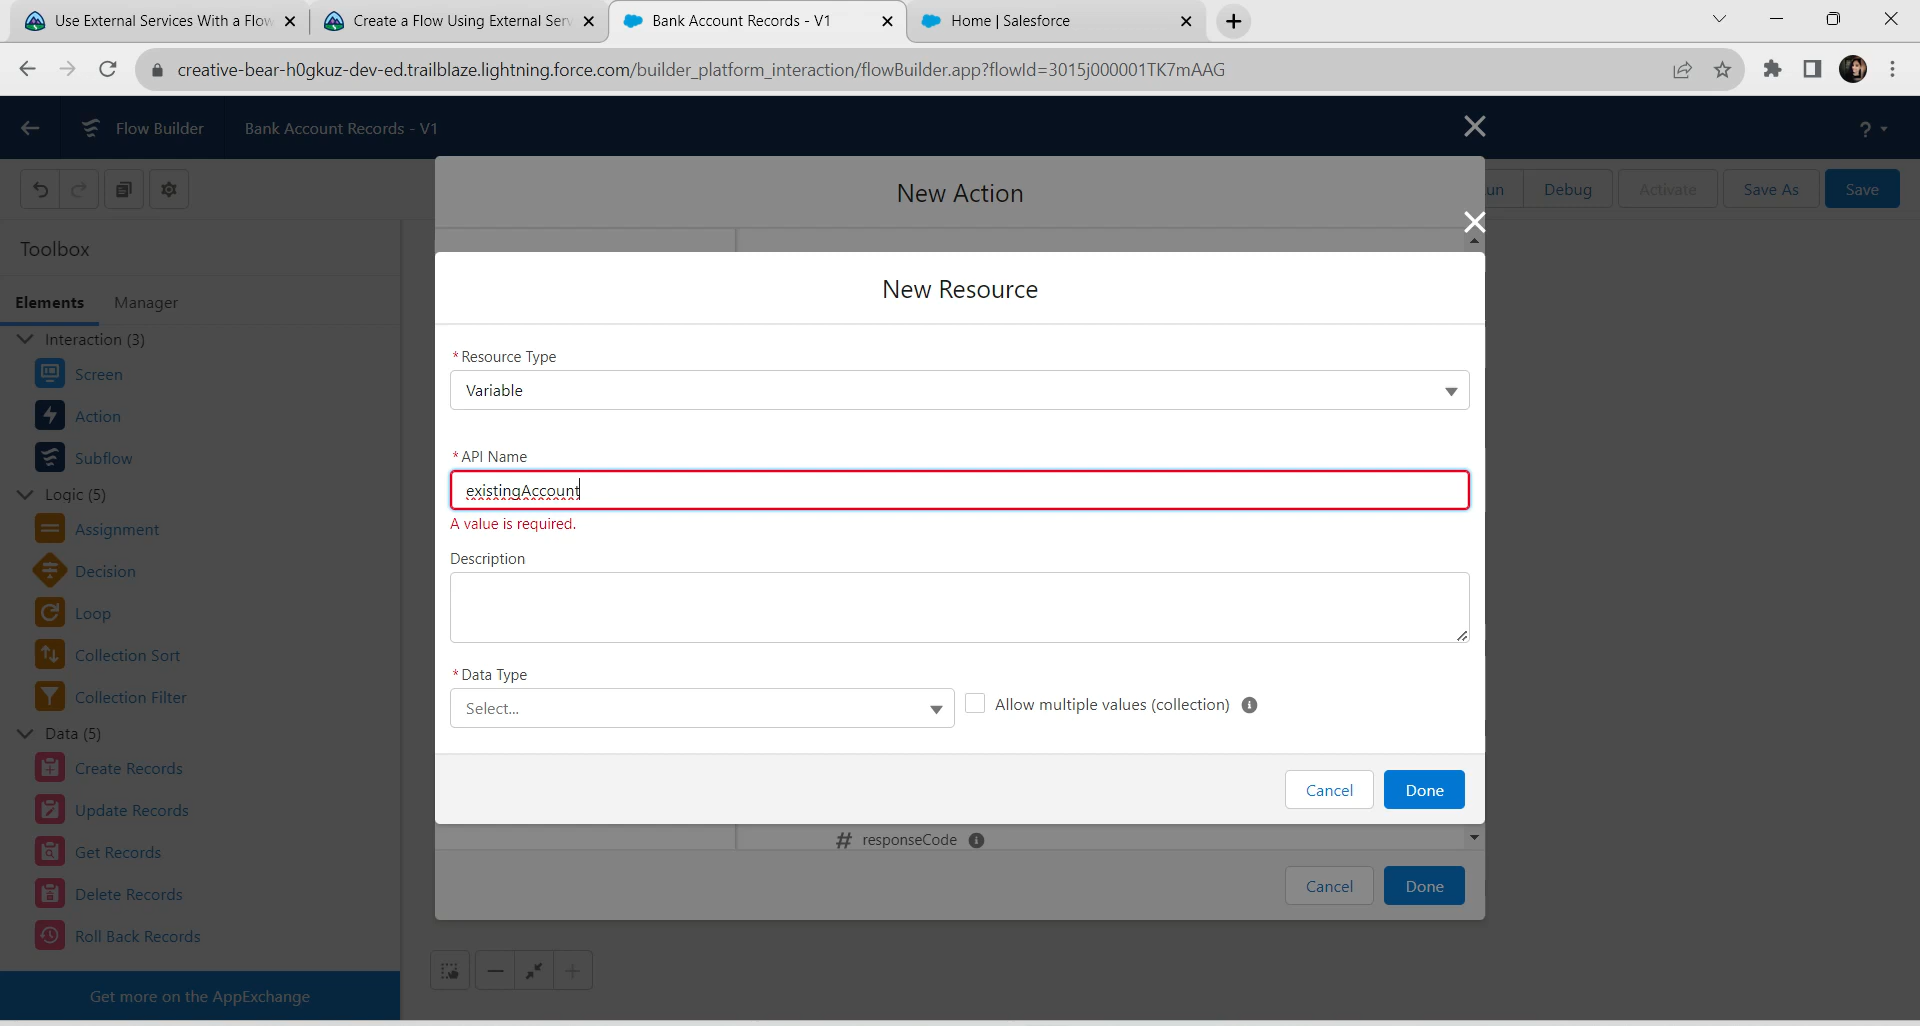 Use External Services With a Flow
Create a Flow Using External Serv
Bank Account Records - V1
Home | Salesforce
creative-bear-h0gkuz-dev-ed.trailblaze.lightning.force.com/builder_platform_interaction/flowBuilder.app?flowId=3015j000001TK7mAAG
Flow Builder
Bank Account Records - V1
?
un
Debug
Activate
Save As
Save
New Action
Toolbox
Elements
Manager
Interaction (3)
Screen
Action
Subflow
Logic (5)
Assignment
Decision
Loop
Collection Sort
Collection Filter
Data (5)
Create Records
Update Records
Get Records
Delete Records
Roll Back Records
Get more on the AppExchange
New Resource
* Resource Type
Variable
* API Name
existingAccount
A value is required.
Description
* Data Type
Select...
Allow multiple values (collection)
Cancel
Done
# responseCode
Cancel
Done